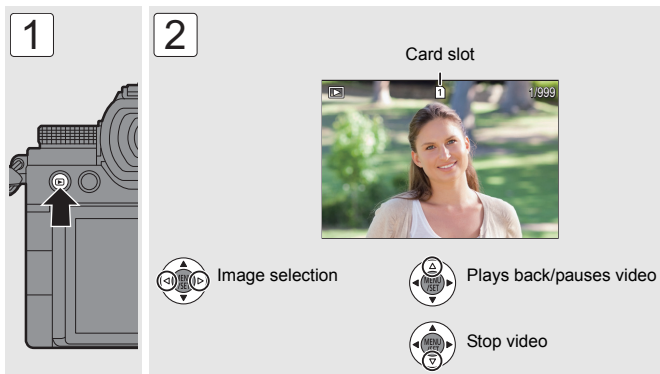 1
2
Card slot
1
1/999
MENU
/SET
Image selection
MENU
/SET
Plays back/pauses video
MENU
/SET
Stop video